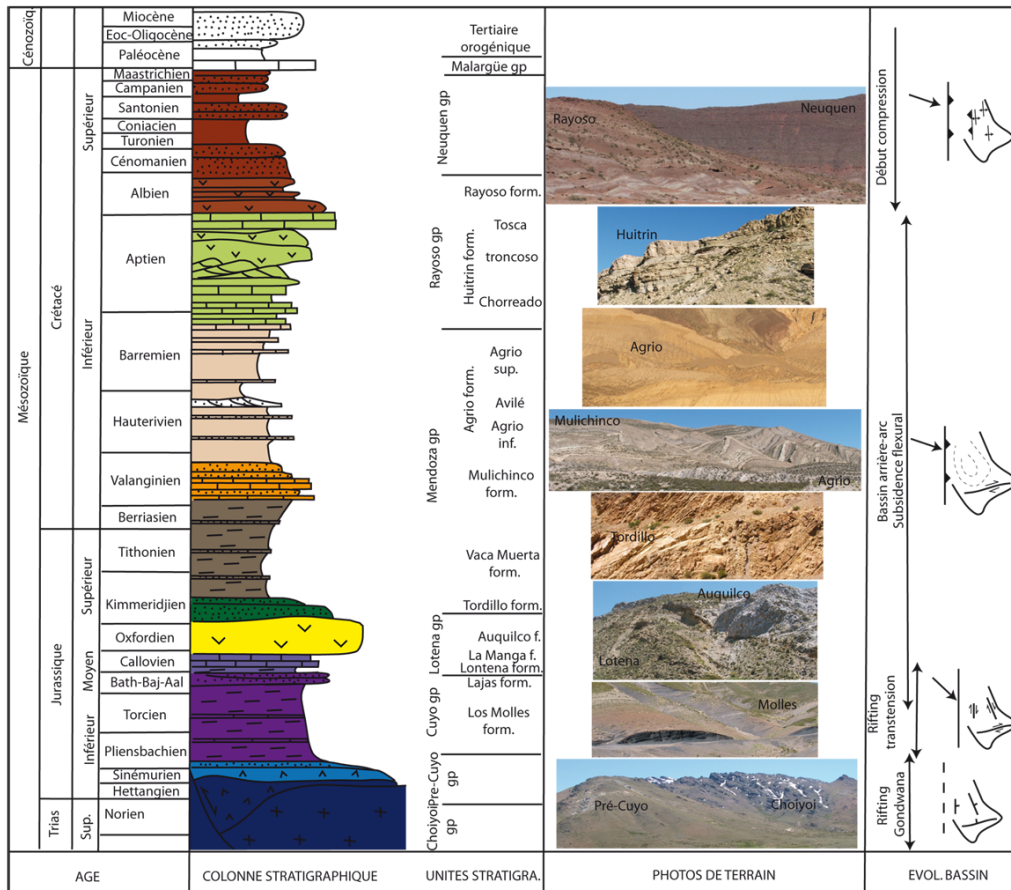 Cénozoïq.
Miocène
Eoc-Oligocène
Paléocène
Mésozoïque
Crétacé
Supérieur
Maastrichien
Campanien
Santonien
Coniacien
Turonien
Cénomanien
Inférieur
Albien
Aptien
Barremien
Hauterivien
Valanginien
Berriasien
Jurassique
Supérieur
Tithonien
Kimmeridjien
Oxfordien
Moyen
Callovien
Bath-Baj-Aal
Inférieur
Torcien
Pliensbachien
Sinémurien
Hettangien
Trias
Sup.
Norien
Tertiaire
orogénique
Malargüe gp
Neuquen gp
Rayoso gp
Rayoso form.
Huitrin form.
Tosca
troncoso
Chorreado
Mendoza gp
Agrio form.
Agrio
sup.
Avilé
Agrio
inf.
Mulichinco
form.
Vaca Muerta
form.
Tordillo form.
Lotena gp
Auquilco f.
La Manga f.
Lontena form.
Cuyo gp
Lajas form.
Los Molles
form.
Pre-Cuyo
gp
Choiyoi
gp
Rayoso
Neuquen
Huitrin
Agrio
Mulichinco
Agrio
Tordillo
Auquilco
Lotena
Molles
Pré-Cuyo
Choiyoi
Début compression
Bassin arrière-arc
Subsidence flexural
Rifting
transtension
Rifting
Gondwana
AGE
COLONNE STRATIGRAPHIQUE
UNITES STRATIGRA.
PHOTOS DE TERRAIN
EVOL. BASSIN